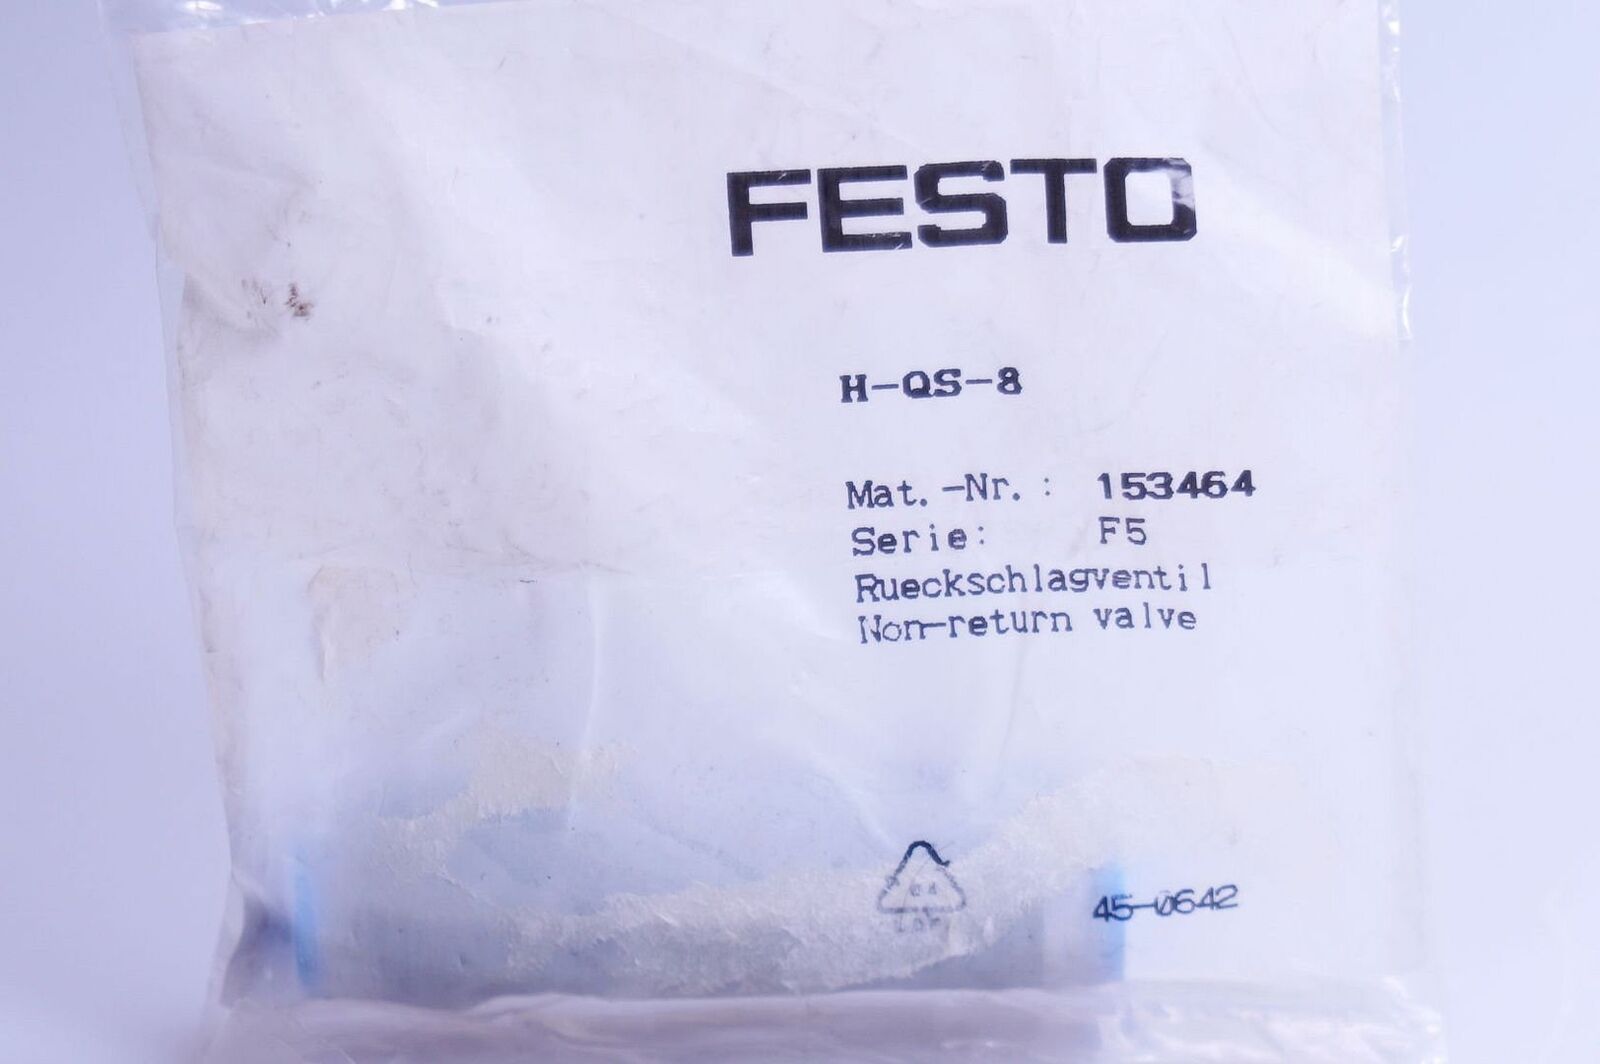 FESTO
H-QS-8
Mat.-Nr.: 153464
Serie: F5
Rueckschlagventil
Non-return valve
45-0642